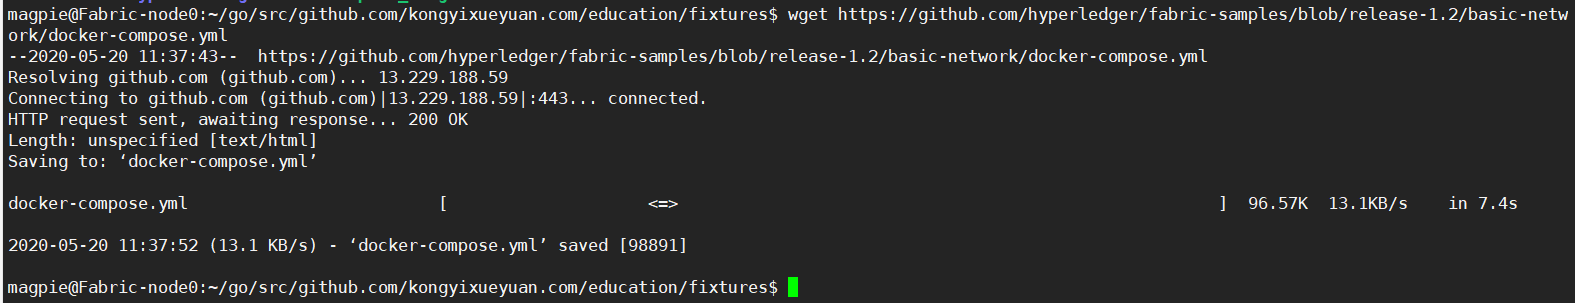 magpie@Fabric-node0:~/go/src/github.com/kongyixueyuan.com/education/fixtures$ wget https://github.com/hyperledger/fabric-samples/blob/release-1.2/basic-netw
ork/docker-compose.yml
--2020-05-20 11:37:43--  https://github.com/hyperledger/fabric-samples/blob/release-1.2/basic-network/docker-compose.yml
Resolving github.com (github.com)... 13.229.188.59
Connecting to github.com (github.com)|13.229.188.59|:443... connected.
HTTP request sent, awaiting response... 200 OK
Length: unspecified [text/html]
Saving to: ‘docker-compose.yml’
docker-compose.yml                         [                    <=>                                                     ]  96.57K  13.1KB/s    in 7.4s
2020-05-20 11:37:52 (13.1 KB/s) - ‘docker-compose.yml’ saved [98891]
magpie@Fabric-node0:~/go/src/github.com/kongyixueyuan.com/education/fixtures$